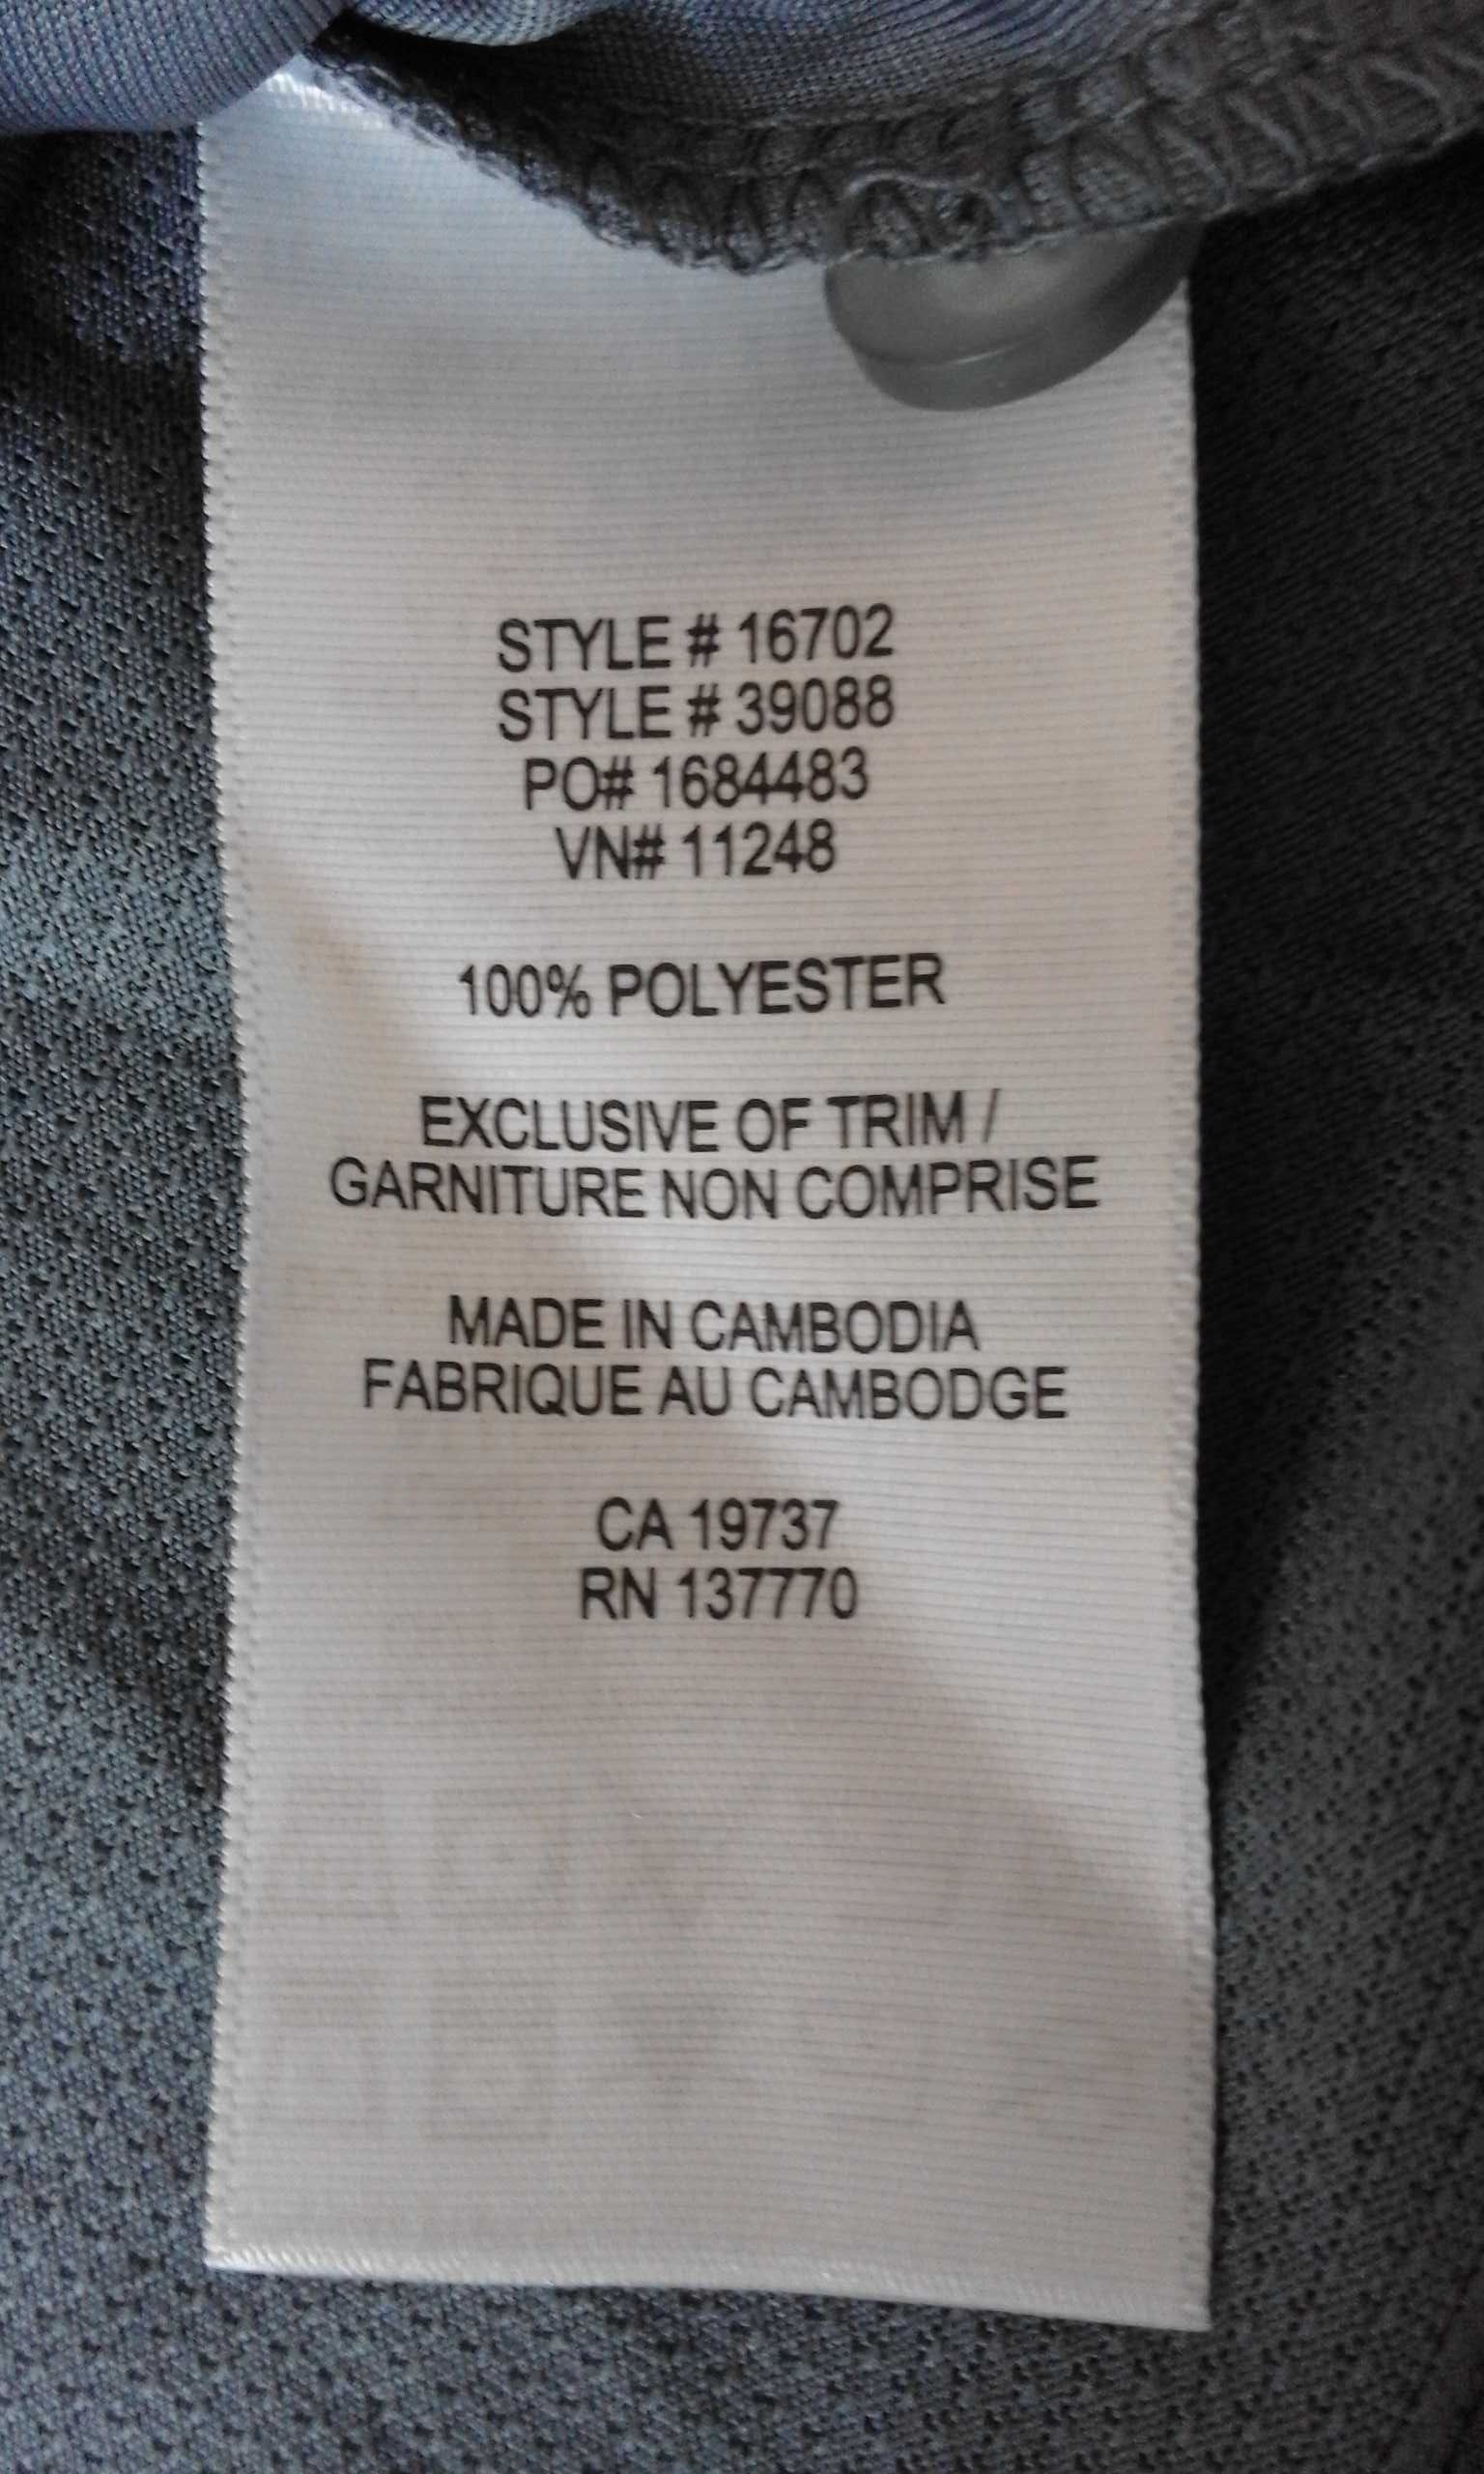 STYLE # 16702
STYLE # 39088
PO# 1684483
VN# 11248
100% POLYESTER
EXCLUSIVE OF TRIM /
GARNITURE NON COMPRISE
MADE IN CAMBODIA
FABRIQUE AU CAMBODGE
CA 19737
RN 137770